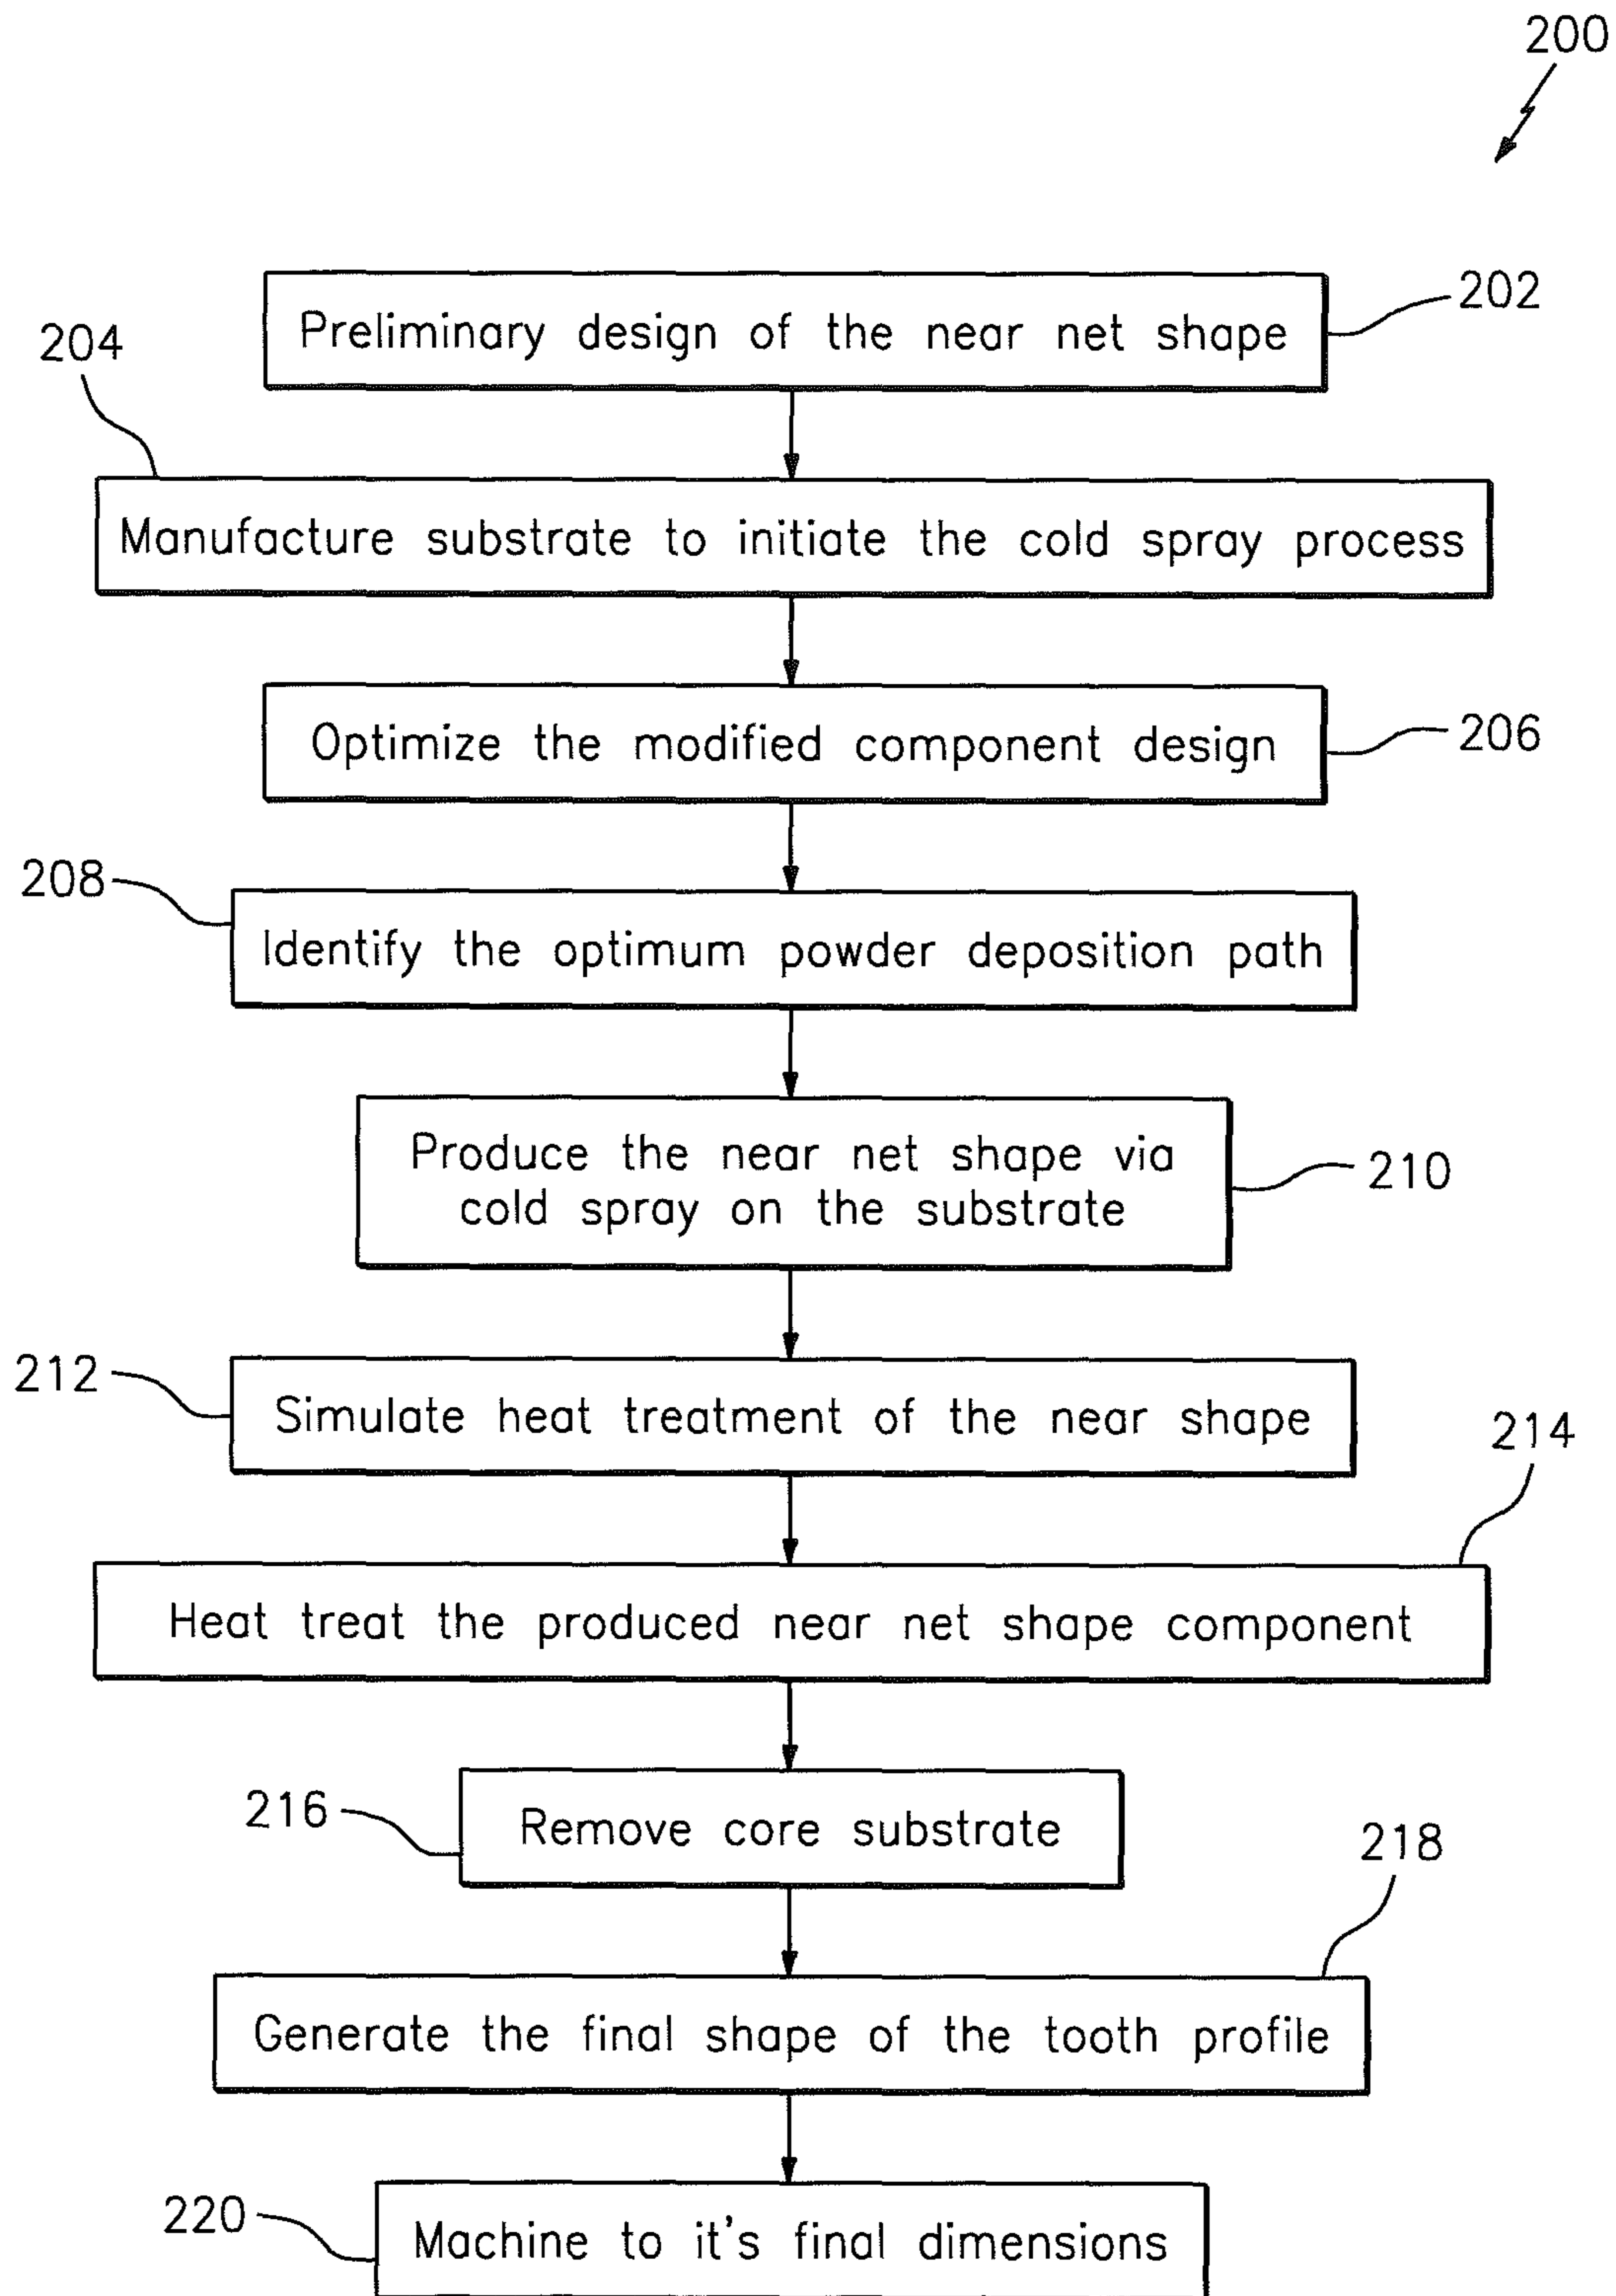 200
Preliminary design of the near net shape
202
204
Manufacture substrate to initiate the cold spray process
Optimize the modified component design
206
208
Identify the optimum powder deposition path
Produce the near net shape via
cold spray on the substrate
210
212
Simulate heat treatment of the near shape
214
Heat treat the produced near net shape component
216
Remove core substrate
218
Generate the final shape of the tooth profile
220
Machine to it's final dimensions